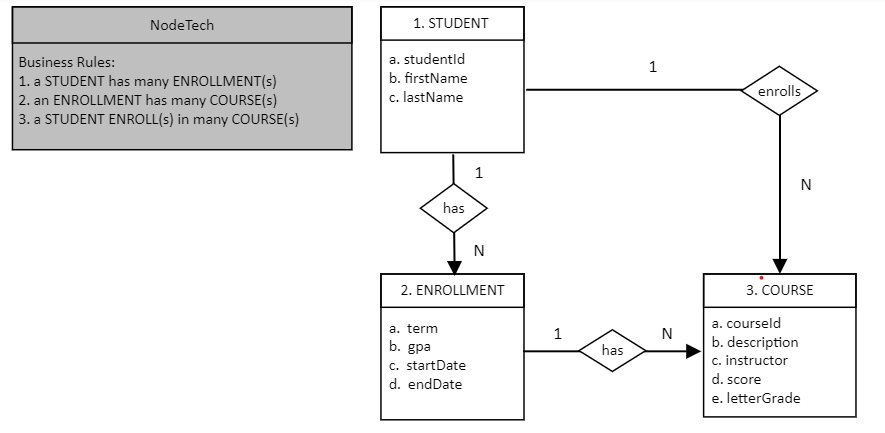 NodeTech
Business Rules:
1. a STUDENT has many ENROLLMENT(s)
2. an ENROLLMENT has many COURSE(s)
3. a STUDENT ENROLL(s) in many COURSE(s)
1. STUDENT
a. studentId
b. firstName
c. lastName
1
enrolls
N
1
has
N
2. ENROLLMENT
a. term
b. gpa
c. startDate
d. endDate
1
has
N
3. COURSE
a. courseId
b. description
c. instructor
d. score
e. letterGrade